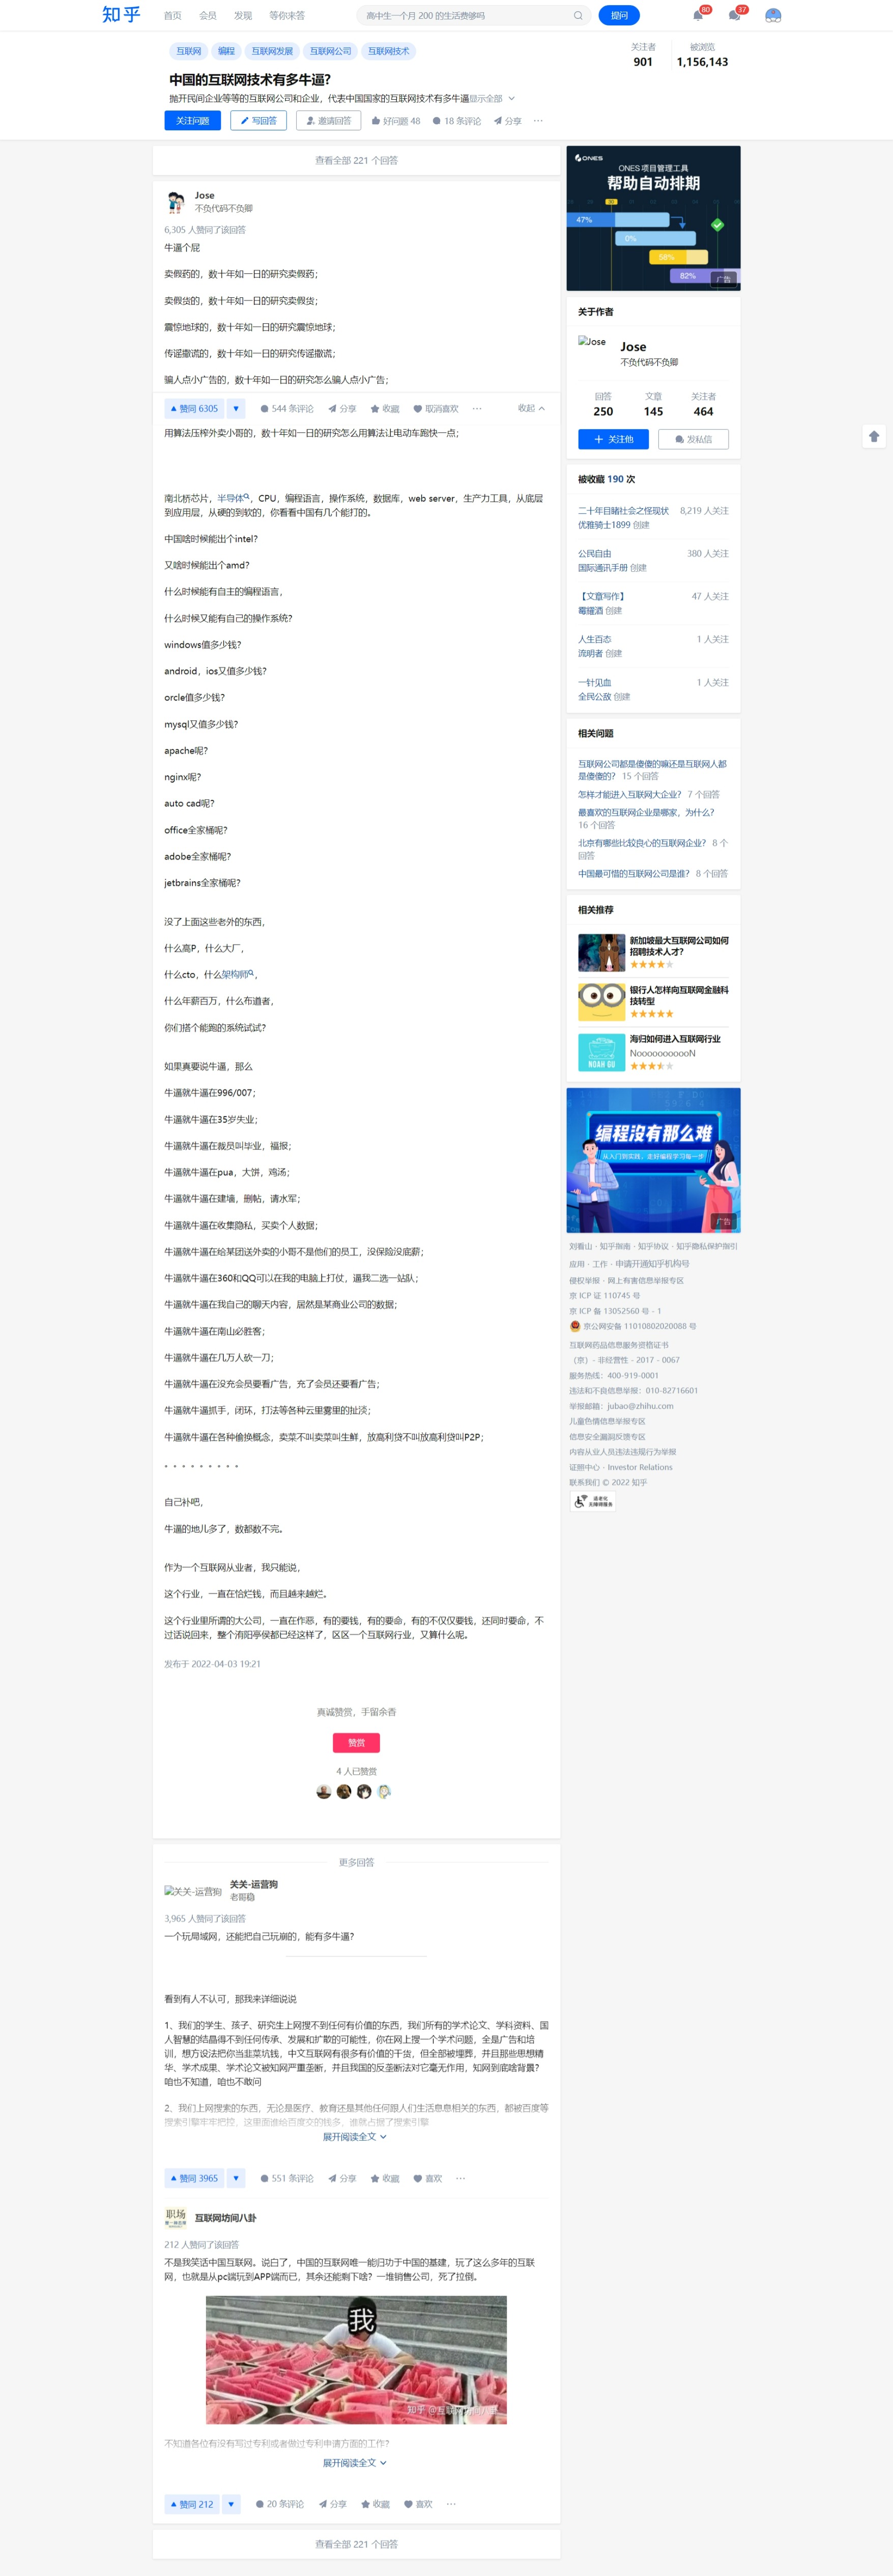 知乎
首页 会员 发现 等你来答
高中生一个月 200 的生活费够吗
提问
80
37
互联网 编程 互联网发展 互联网公司 互联网技术
中国的互联网技术有多牛逼?
抛开民间企业等等的互联网公司和企业，代表中国国家的互联网技术有多牛逼显示全部
关注者 901
被浏览 1,156,143
关注问题 写回答 邀请回答 好问题 48 18 条评论 分享 ···
查看全部 221 个回答
Jose
不负代码不负卿
6,305 人赞同了该回答
牛逼个屁
卖假药的，数十年如一日的研究卖假药；
卖假货的，数十年如一日的研究卖假货；
震惊地球的，数十年如一日的研究震惊地球；
传谣撒谎的，数十年如一日的研究传谣撒谎；
骗人点小广告的，数十年如一日的研究怎么骗人点小广告；
赞同 6305 544 条评论 分享 收藏 取消喜欢 ··· 收起
用算法压榨外卖小哥的，数十年如一日的研究怎么用算法让电动车跑快一点；
南北桥芯片，半导体，CPU，编程语言，操作系统，数据库，web server，生产力工具，从底层
到应用层，从硬的到软的，你看看中国有几个能打的。
中国啥时候能出个intel？
又啥时候能出个amd？
什么时候能有自主的编程语言，
什么时候又能有自己的操作系统？
windows值多少钱？
android，ios又值多少钱？
orcle值多少钱？
mysql又值多少钱？
apache呢？
nginx呢？
auto cad呢？
office全家桶呢？
adobe全家桶呢？
jetbrains全家桶呢？
没了上面这些老外的东西，
什么高P，什么大厂，
什么cto，什么架构师，
什么年薪百万，什么布道者，
你们搭个能跑的系统试试？
如果真要说牛逼，那么
牛逼就牛逼在996/007；
牛逼就牛逼在35岁失业；
牛逼就牛逼在裁员叫毕业，福报；
牛逼就牛逼在pua，大饼，鸡汤；
牛逼就牛逼在建墙，删帖，请水军；
牛逼就牛逼在收集隐私，买卖个人数据；
牛逼就牛逼在给某团送外卖的小哥不是他们的员工，没保险没底薪；
牛逼就牛逼在360和QQ可以在我的电脑上打仗，逼我二选一站队；
牛逼就牛逼在我自己的聊天内容，居然是某商业公司的数据；
牛逼就牛逼在南山必胜客；
牛逼就牛逼在几万人砍一刀；
牛逼就牛逼在没充会员要看广告，充了会员还要看广告；
牛逼就牛逼抓手，闭环，打法等各种云里雾里的扯淡；
牛逼就牛逼在各种偷换概念，卖菜不叫卖菜叫生鲜，放高利贷不叫放高利贷叫P2P；
。。。。。。。。。
自己补吧，
牛逼的地儿多了，数都数不完。
作为一个互联网从业者，我只能说，
这个行业，一直在恰烂钱，而且越来越烂。
这个行业里所谓的大公司，一直在作恶，有的要钱，有的要命，有的不仅仅要钱，还同时要命，不
过话说回来，整个洧阳亭侯都已经这样了，区区一个互联网行业，又算什么呢。
发布于 2022-04-03 19:21
真诚赞赏，手留余香
赞赏
4 人已赞赏
更多回答
关关-运营狗
关关-运营狗
老哥稳
3,965 人赞同了该回答
一个玩局域网，还能把自己玩崩的，能有多牛逼？
看到有人不认可，那我来详细说说
1、我们的学生、孩子、研究生上网搜不到任何有价值的东西，我们所有的学术论文、学科资料、国
人智慧的结晶得不到任何传承、发展和扩散的可能性，你在网上搜一个学术问题，全是广告和培
训，想方设法把你当韭菜坑钱，中文互联网有很多有价值的干货，但全部被埋葬，并且那些思想精
华、学术成果、学术论文被知网严重垄断，并且我国的反垄断法对它毫无作用，知网到底啥背景？
咱也不知道，咱也不敢问
2、我们上网搜索的东西，无论是医疗、教育还是其他任何跟人们生活息息相关的东西，都被百度等
搜索引擎牢牢把控，这里面谁给百度交的钱多，谁就占据了搜索引擎
展开阅读全文
赞同 3965 551 条评论 分享 收藏 喜欢 ···
职场
互联网坊间八卦
212 人赞同了该回答
不是我笑话中国互联网。说白了，中国的互联网唯一能归功于中国的基建，玩了这么多年的互联
网，也就是从pc端玩到APP端而已，其余还能剩下啥？一堆销售公司，死了拉倒。
我
知乎 @互联网坊间八卦
不知道各位有没有写过专利或者做过专利申请方面的工作？
展开阅读全文
赞同 212 20 条评论 分享 收藏 喜欢 ···
查看全部 221 个回答
ONES
ONES 项目管理工具
帮助自动排期
47%
0%
58%
82%
广告
关于作者
Jose
Jose
不负代码不负卿
回答 250
文章 145
关注者 464
关注他 发私信
被收藏 190 次
二十年目睹社会之怪现状 8,219 人关注
优雅骑士1899 创建
公民自由 380 人关注
国际通讯手册 创建
【文章写作】 47 人关注
霉耀酒 创建
人生百态 1 人关注
流明者 创建
一针见血 1 人关注
全民公敌 创建
相关问题
互联网公司都是傻傻的嘛还是互联网人都
是傻傻的？ 15 个回答
怎样才能进入互联网大企业？ 7 个回答
最喜欢的互联网企业是哪家，为什么？
16 个回答
北京有哪些比较良心的互联网企业？ 8 个
回答
中国最可惜的互联网公司是谁？ 8 个回答
相关推荐
新加坡最大互联网公司如何
招聘技术人才？
银行人怎样向互联网金融科
技转型
NOAH GU
海归如何进入互联网行业
NoooooooooooN
编程没有那么难
从入门到实践，走好编程学习每一步
广告
刘看山 · 知乎指南 · 知乎协议 · 知乎隐私保护指引
应用 · 工作 · 申请开通知乎机构号
侵权举报 · 网上有害信息举报专区
京 ICP 证 110745 号
京 ICP 备 13052560 号 - 1
京公网安备 11010802020088 号
互联网药品信息服务资格证书
（京）- 非经营性 - 2017 - 0067
服务热线：400-919-0001
违法和不良信息举报：010-82716601
举报邮箱：jubao@zhihu.com
儿童色情信息举报专区
信息安全漏洞反馈专区
内容从业人员违法违规行为举报
证照中心 · Investor Relations
联系我们 © 2022 知乎
适老化
无障碍服务